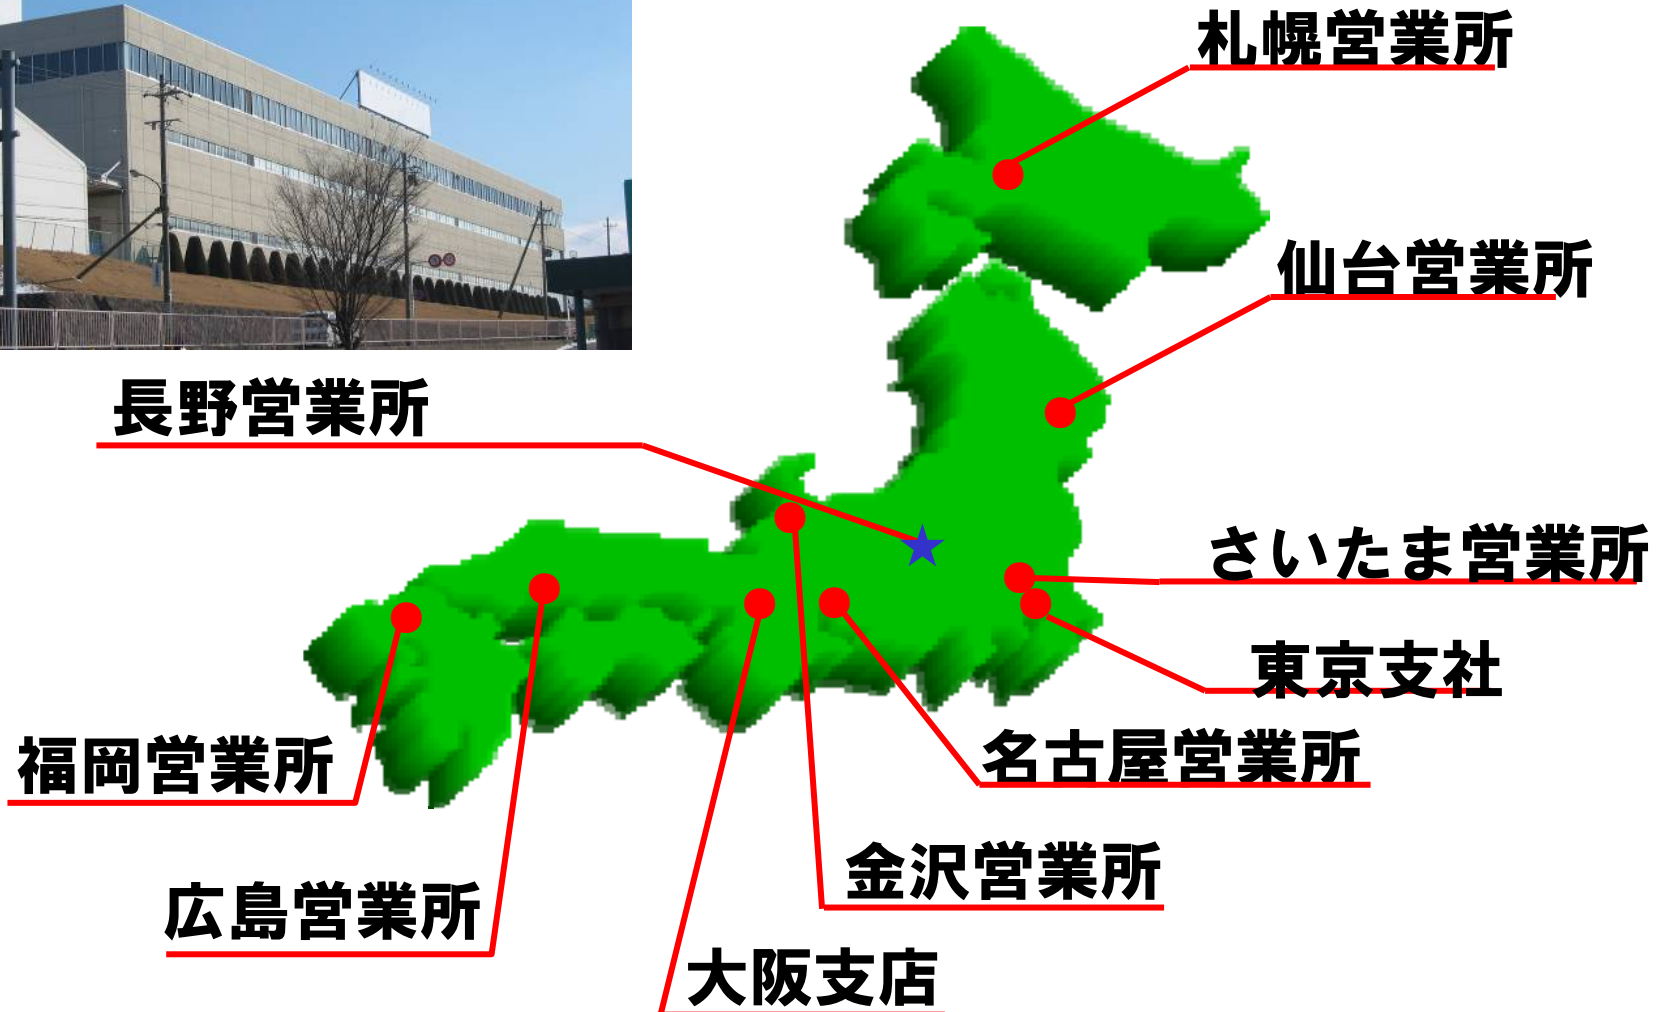 札幌営業所
仙台営業所
長野営業所
さいたま営業所
東京支社
名古屋営業所
福岡営業所
金沢営業所
広島営業所
大阪支店